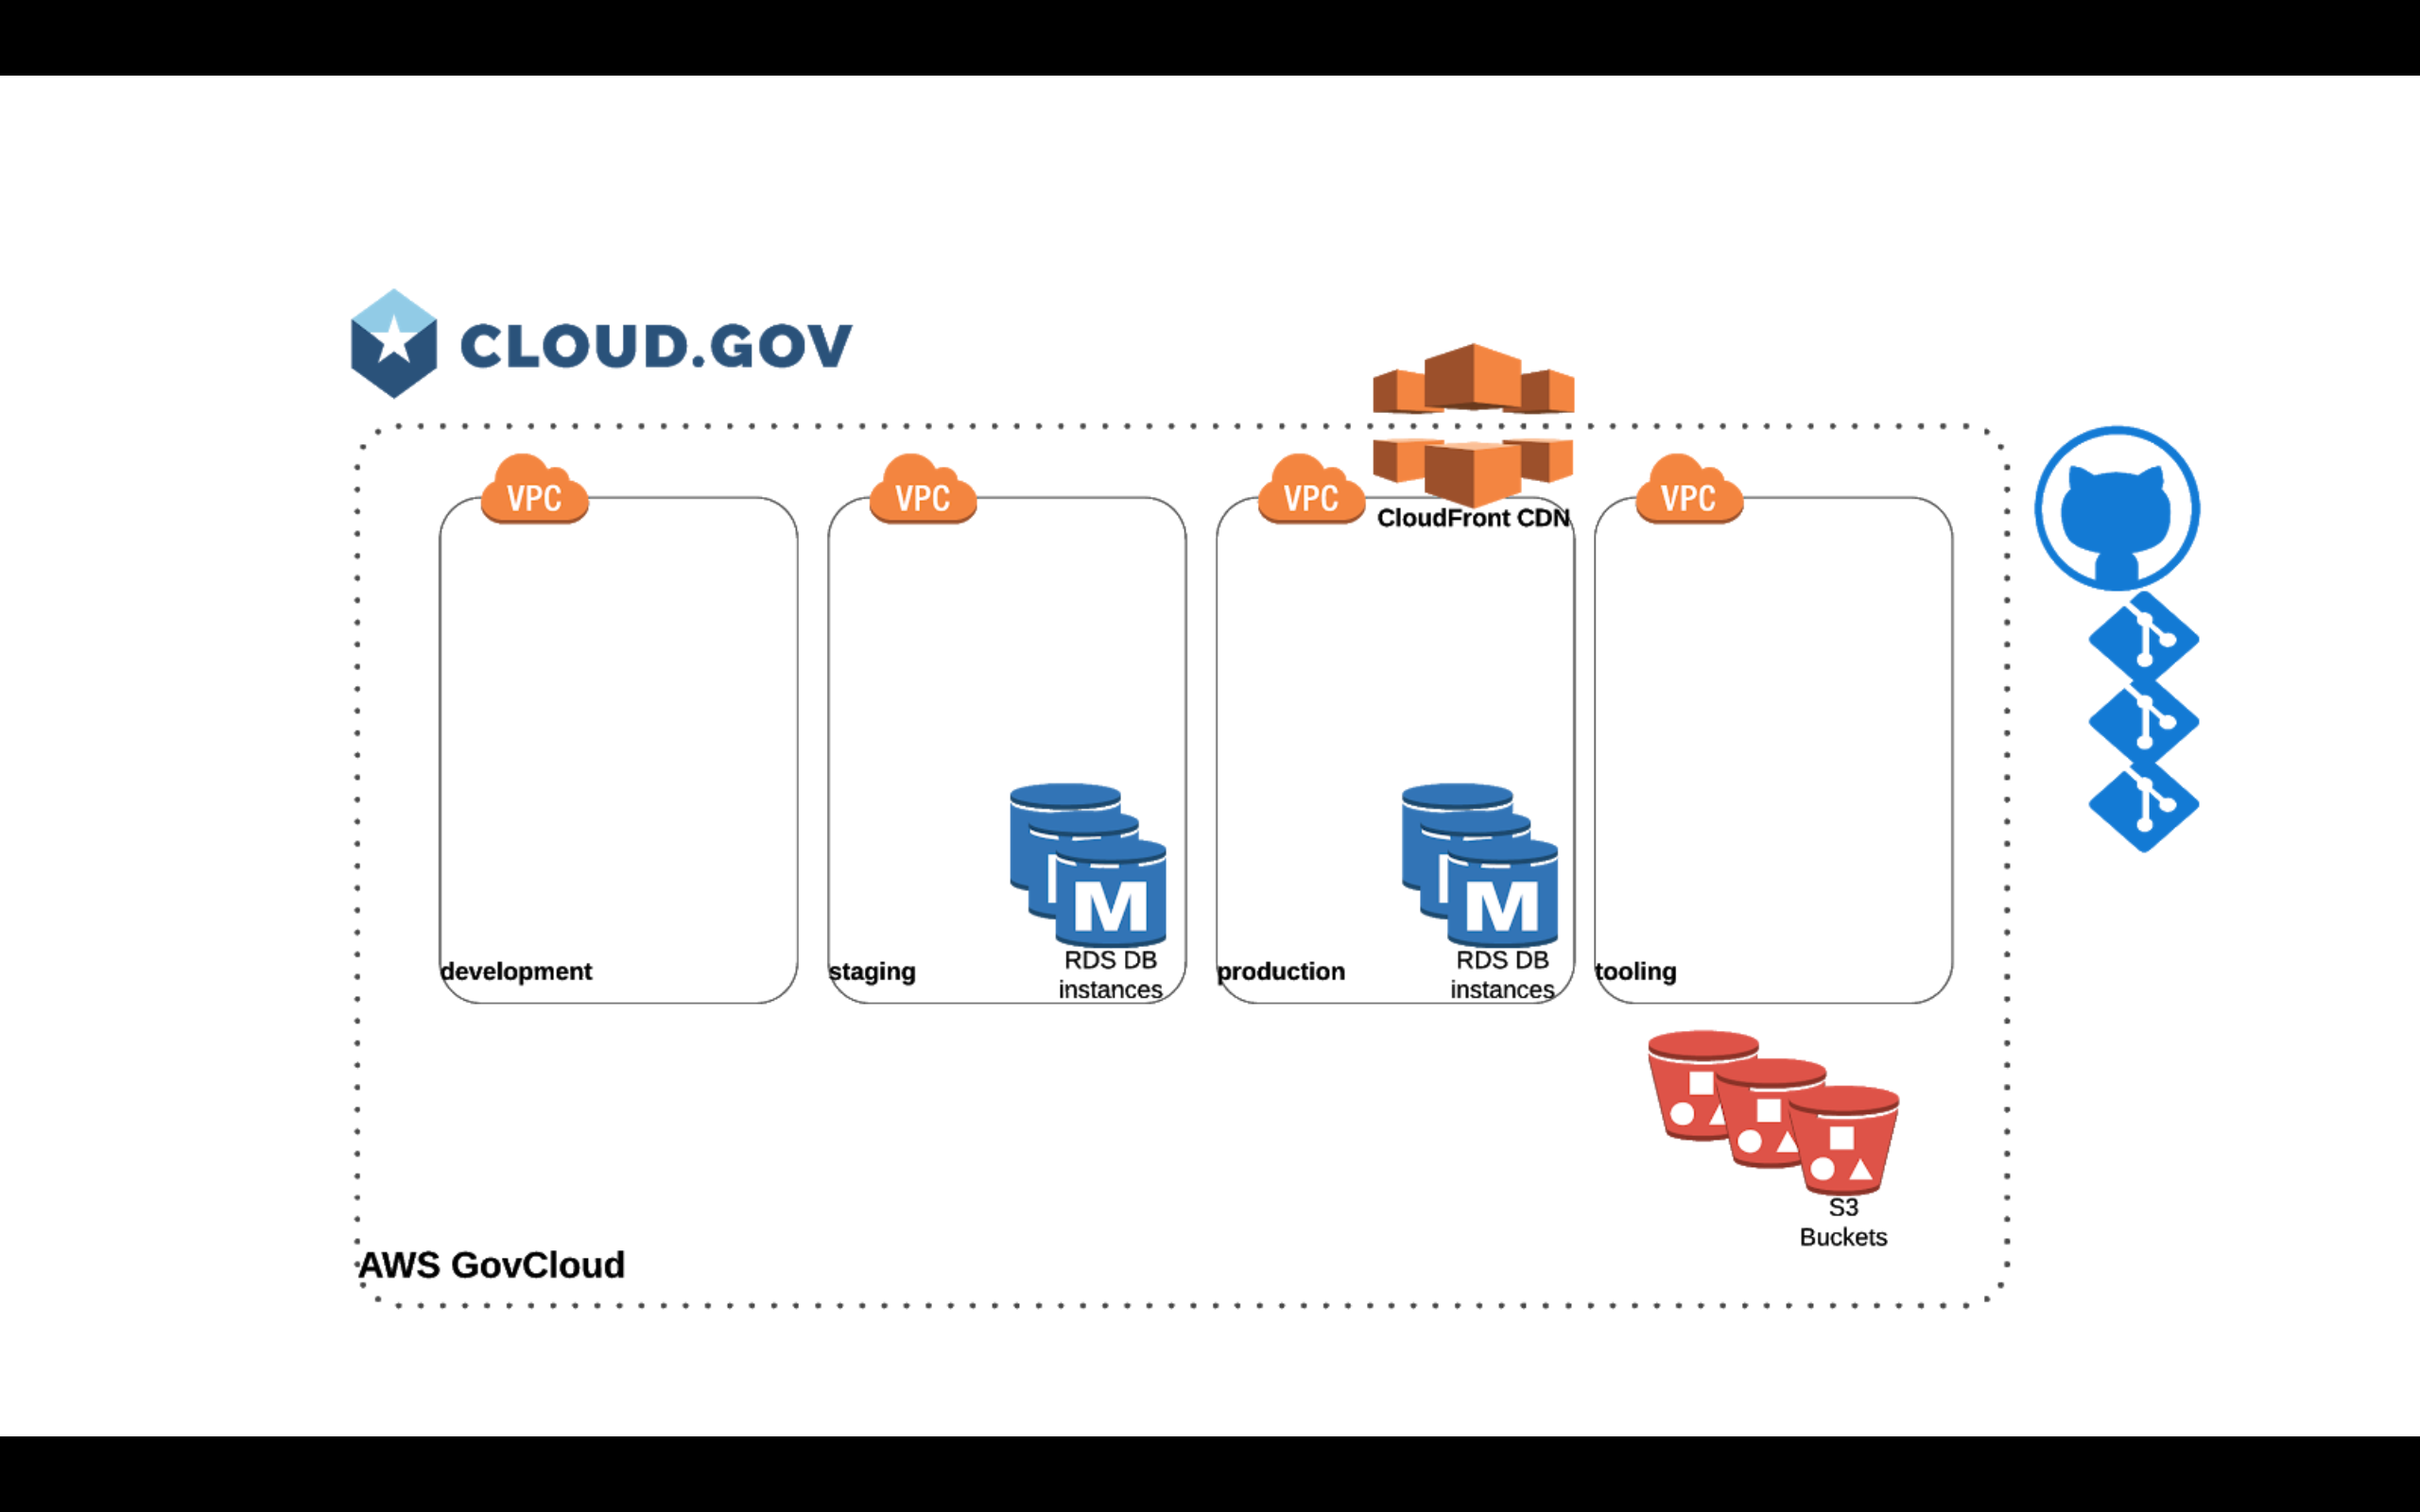 CLOUD.GOV
VPC
VPC
VPC
VPC
CloudFront CDN
M
M
development
staging
RDS DB
instances
production
RDS DB
instances
tooling
S3
Buckets
AWS GovCloud